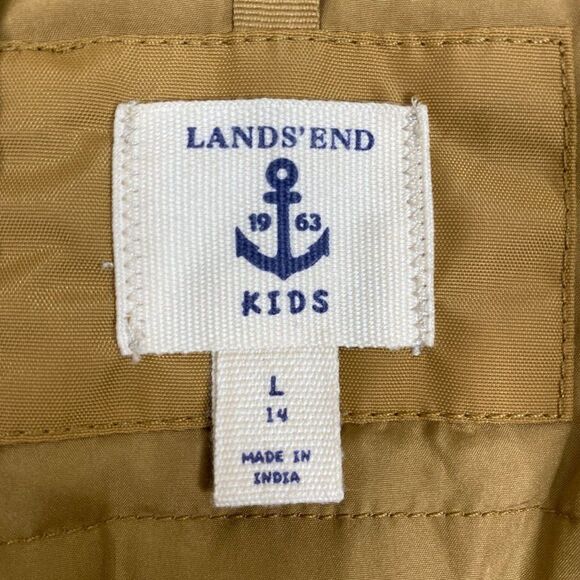 LANDS' END
19 63
KIDS
L
14
MADE IN
INDIA